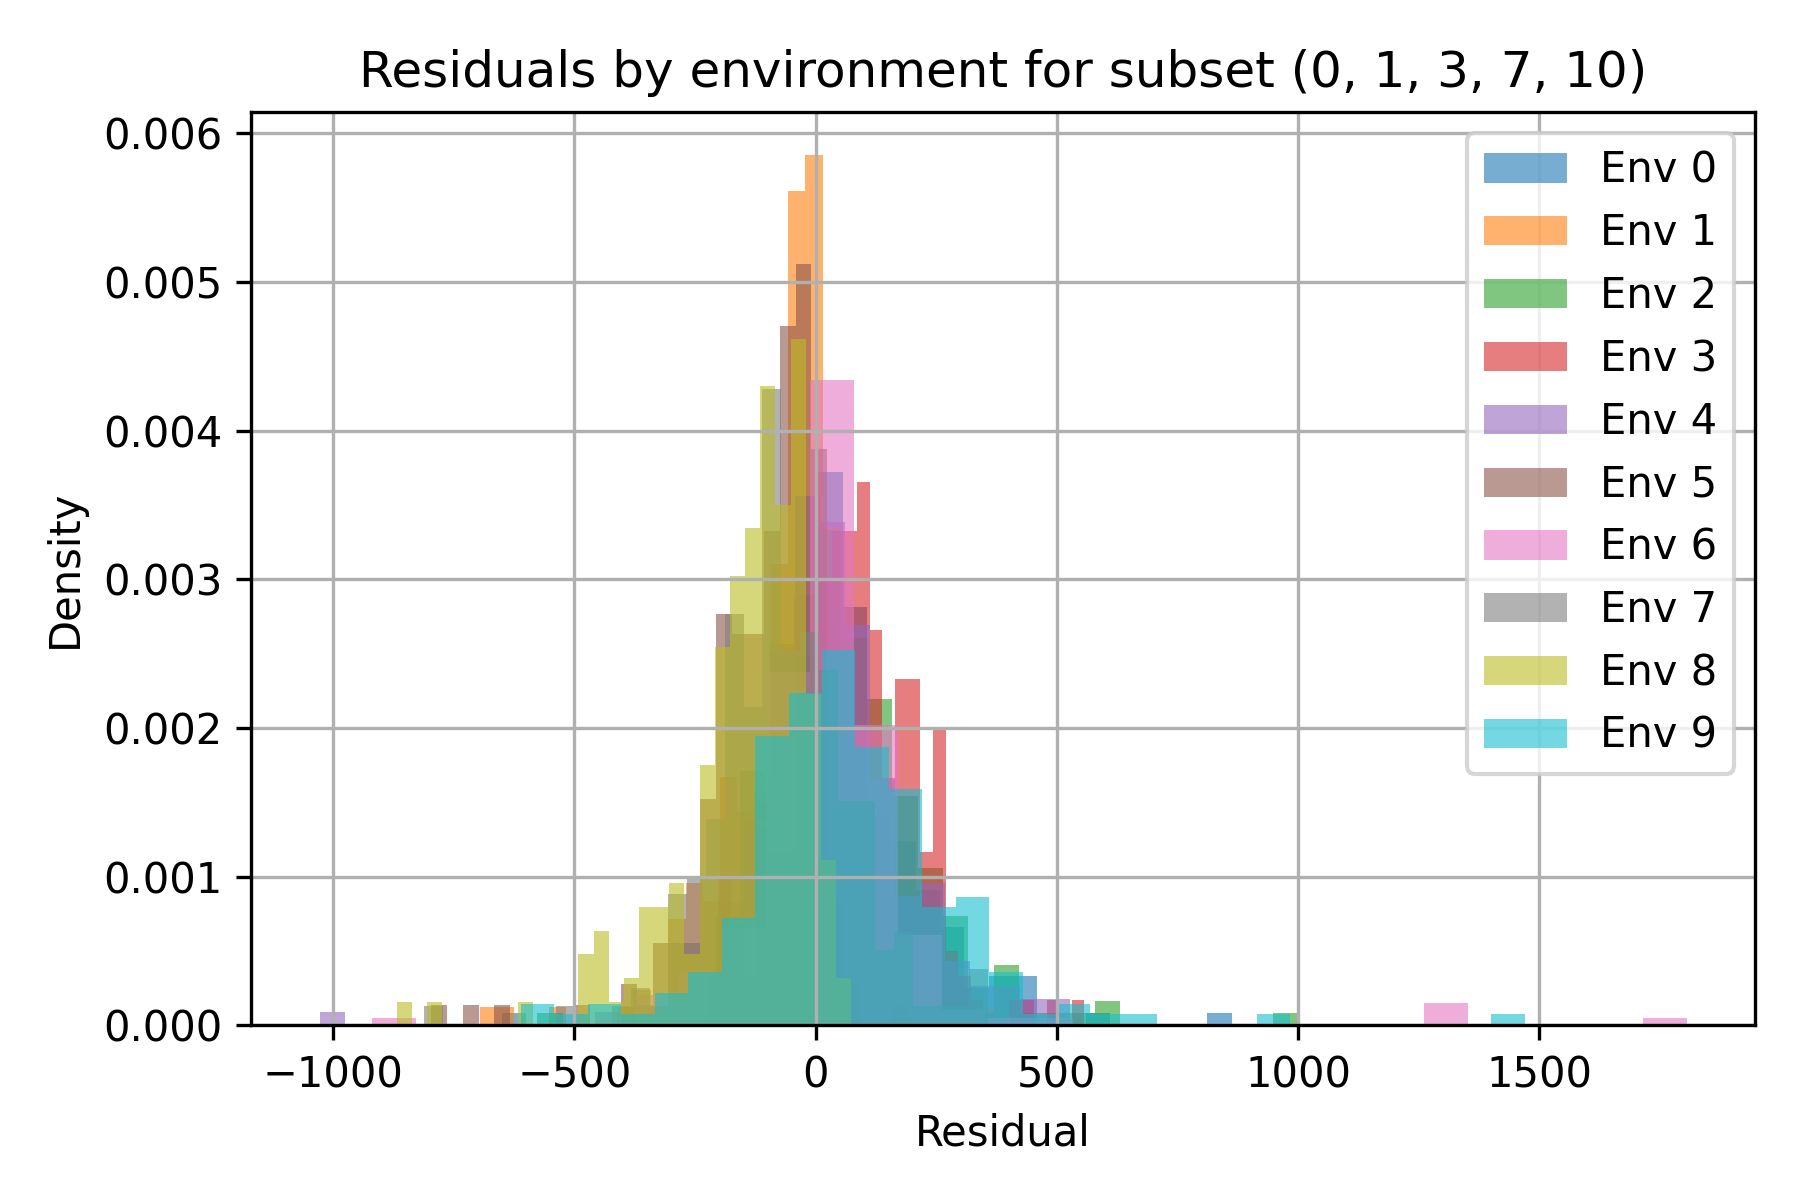 Residuals by environment for subset (0, 1, 3, 7, 10)
0.006
0.005
0.004
0.003
0.002
0.001
0.000
Density
−1000
−500
0
500
1000
1500
Residual
Env 0
Env 1
Env 2
Env 3
Env 4
Env 5
Env 6
Env 7
Env 8
Env 9